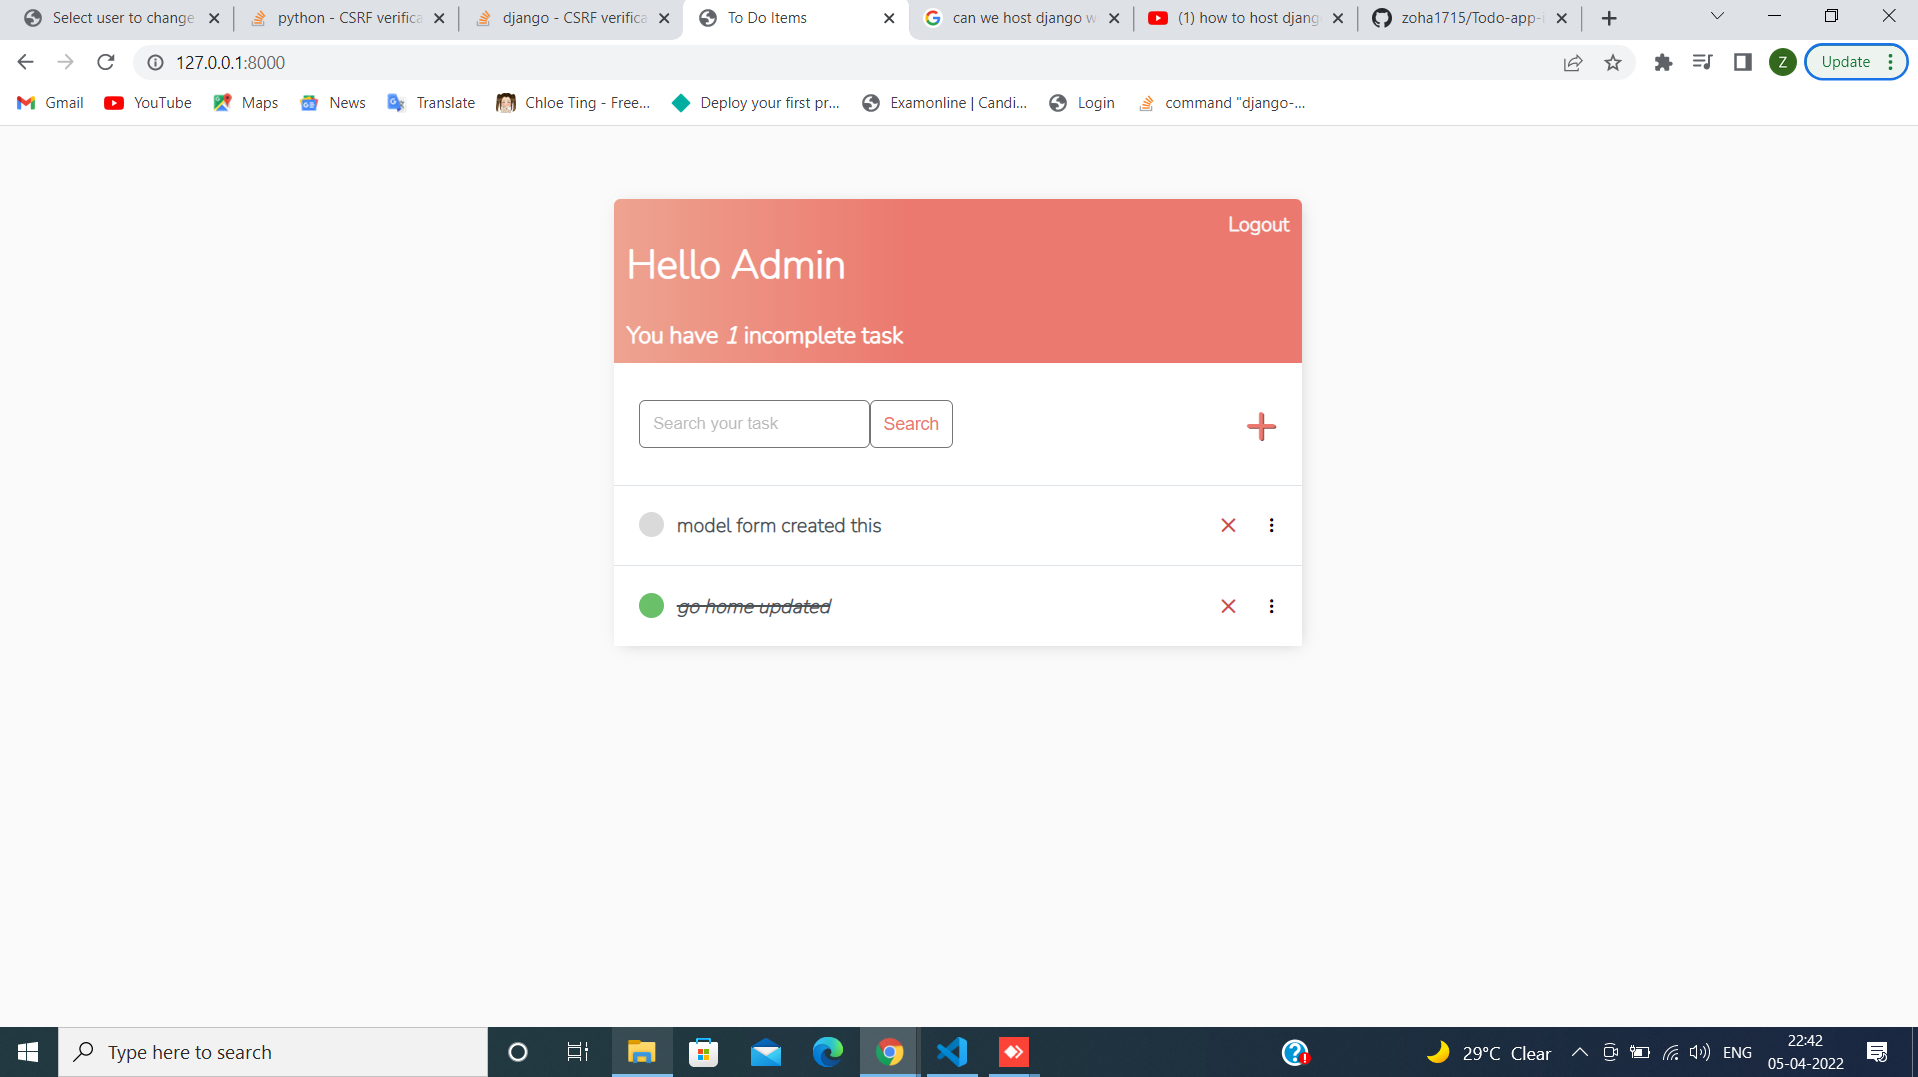 Select user to change
python - CSRF verifica
django - CSRF verifica
To Do Items
can we host django w
(1) how to host djang
zoha1715/Todo-app-
127.0.0.1:8000
Z
Update
Gmail
YouTube
Maps
News
Translate
Chloe Ting - Free...
Deploy your first pr...
Examonline | Candi...
Login
command "django-...
Logout
Hello Admin
You have 1 incomplete task
Search your task
Search
model form created this
go home updated
Type here to search
29°C Clear
ENG
22:42
05-04-2022